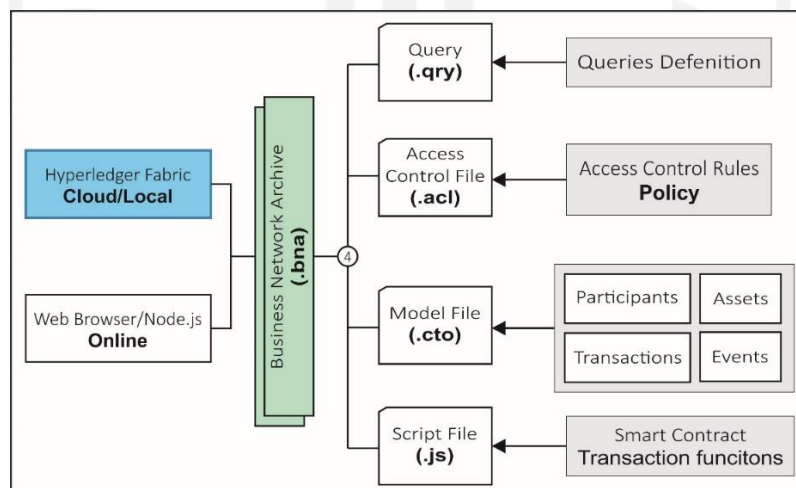 Hyperledger Fabric
Cloud/Local
Web Browser/Node.js
Online
Business Network Archive
(.bna)
4
Query
(.qry)
Queries Defenition
Access
Control File
(.acl)
Access Control Rules
Policy
Model File
(.cto)
Participants
Assets
Transactions
Events
Script File
(.js)
Smart Contract
Transaction funcitons